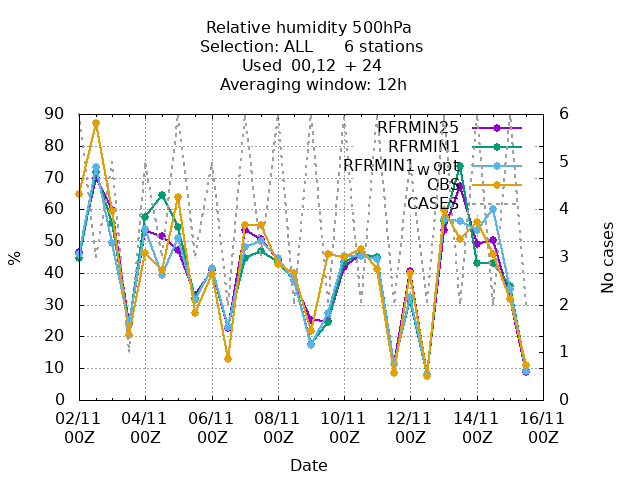 Relative humidity 500hPa
Selection: ALL 6 stations
Used 00,12 + 24
Averaging window: 12h
90 6
80
70 5
60 4
50
40 3
30 2
20
10 1
0 0
RFRMIN25
RFRMIN1
RFRMIN1w opt
OBS
CASES
%
No cases
02/11 04/11 06/11 08/11 10/11 12/11 14/11 16/11
00Z 00Z 00Z 00Z 00Z 00Z 00Z 00Z
Date